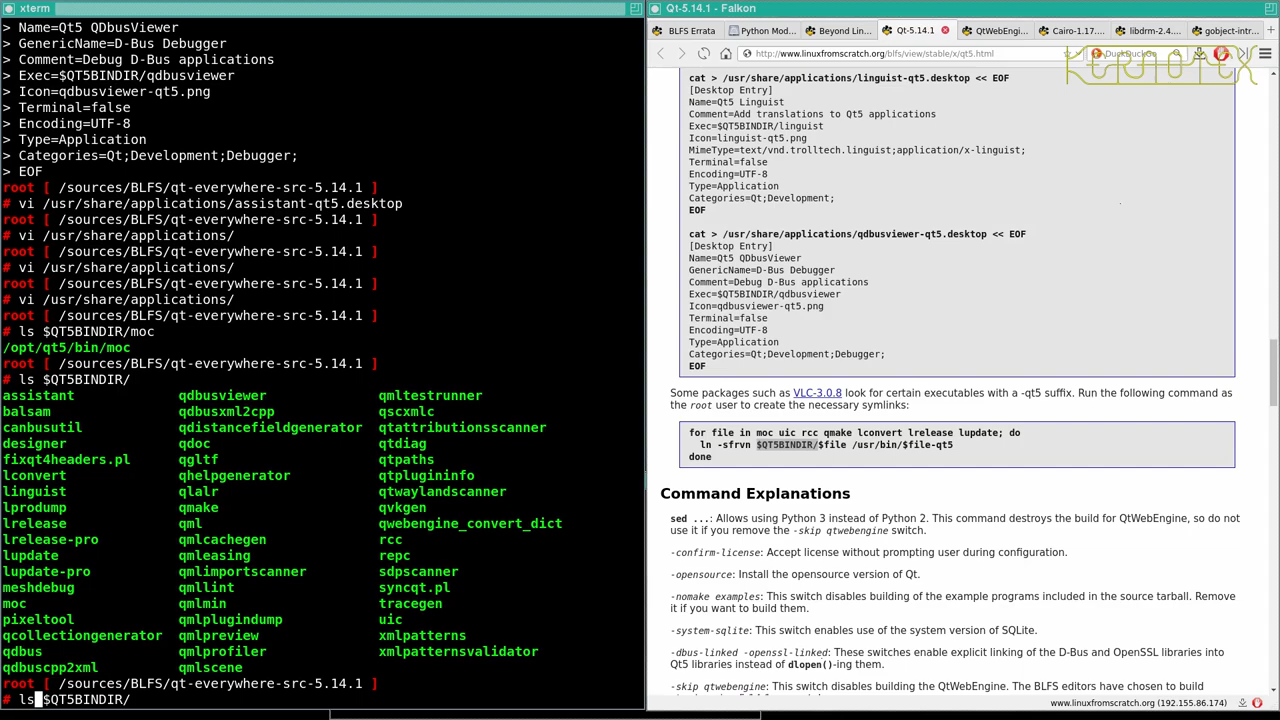 xterm
> Name=Qt5 QDbusViewer
> GenericName=D-Bus Debugger
> Comment=Debug D-Bus applications
> Exec=$QT5BINDIR/qdbusviewer
> Icon=qdbusviewer-qt5.png
> Terminal=false
> Encoding=UTF-8
> Type=Application
> Categories=Qt;Development;Debugger;
> EOF
root [ /sources/BLFS/qt-everywhere-src-5.14.1 ]
# vi /usr/share/applications/assistant-qt5.desktop
root [ /sources/BLFS/qt-everywhere-src-5.14.1 ]
# vi /usr/share/applications/
root [ /sources/BLFS/qt-everywhere-src-5.14.1 ]
# vi /usr/share/applications/
root [ /sources/BLFS/qt-everywhere-src-5.14.1 ]
# vi /usr/share/applications/
root [ /sources/BLFS/qt-everywhere-src-5.14.1 ]
# ls $QT5BINDIR/moc
/opt/qt5/bin/moc
root [ /sources/BLFS/qt-everywhere-src-5.14.1 ]
# ls $QT5BINDIR/
assistant qdbusviewer qmltestrunner
balsam qdbusxml2cpp qscxmlc
canbusutil qdistancefieldgenerator qtattributionsscanner
designer qdoc qtdiag
fixqt4headers.pl qgltf qtpaths
lconvert qhelpgenerator qtplugininfo
linguist qlalr qtwaylandscanner
lprodump qmake qvkgen
lrelease qml qwebengine_convert_dict
lrelease-pro qmlcachegen rcc
lupdate qmleasing repc
lupdate-pro qmlimportscanner sdpscanner
meshdebug qmllint syncqt.pl
moc qmlmin tracegen
pixeltool qmlplugindump uic
qcollectiongenerator qmlpreview xmlpatterns
qdbus qmlprofiler xmlpatternsvalidator
qdbuscpp2xml qmlscene
root [ /sources/BLFS/qt-everywhere-src-5.14.1 ]
# ls $QT5BINDIR/
Qt-5.14.1 - Falkon
BLFS Errata Python Mod... Beyond Lin... Qt-5.14.1 QtWebEngi... Cairo-1.17... libdrm-2.4... gobject-intr...
http://www.linuxfromscratch.org/blfs/view/stable/x/qt5.html DuckDuckGo
cat > /usr/share/applications/linguist-qt5.desktop << EOF
[Desktop Entry]
Name=Qt5 Linguist
Comment=Add translations to Qt5 applications
Exec=$QT5BINDIR/linguist
Icon=linguist-qt5.png
MimeType=text/vnd.trolltech.linguist;application/x-linguist;
Terminal=false
Encoding=UTF-8
Type=Application
Categories=Qt;Development;
EOF
cat > /usr/share/applications/qdbusviewer-qt5.desktop << EOF
[Desktop Entry]
Name=Qt5 QDbusViewer
GenericName=D-Bus Debugger
Comment=Debug D-Bus applications
Exec=$QT5BINDIR/qdbusviewer
Icon=qdbusviewer-qt5.png
Terminal=false
Encoding=UTF-8
Type=Application
Categories=Qt;Development;Debugger;
EOF
Some packages such as VLC-3.0.8 look for certain executables with a -qt5 suffix. Run the following command as
the root user to create the necessary symlinks:
for file in moc uic rcc qmake lconvert lrelease lupdate; do
ln -sfrvn $QT5BINDIR/$file /usr/bin/$file-qt5
done
Command Explanations
sed ...: Allows using Python 3 instead of Python 2. This command destroys the build for QtWebEngine, so do not
use it if you remove the -skip qtwebengine switch.
-confirm-license: Accept license without prompting user during configuration.
-opensource: Install the opensource version of Qt.
-nomake examples: This switch disables building of the example programs included in the source tarball. Remove
it if you want to build them.
-system-sqlite: This switch enables use of the system version of SQLite.
-dbus-linked -openssl-linked: These switches enable explicit linking of the D-Bus and OpenSSL libraries into
Qt5 libraries instead of dlopen()-ing them.
-skip qtwebengine: This switch disables building the QtWebEngine. The BLFS editors have chosen to build
www.linuxfromscratch.org (192.155.86.174)